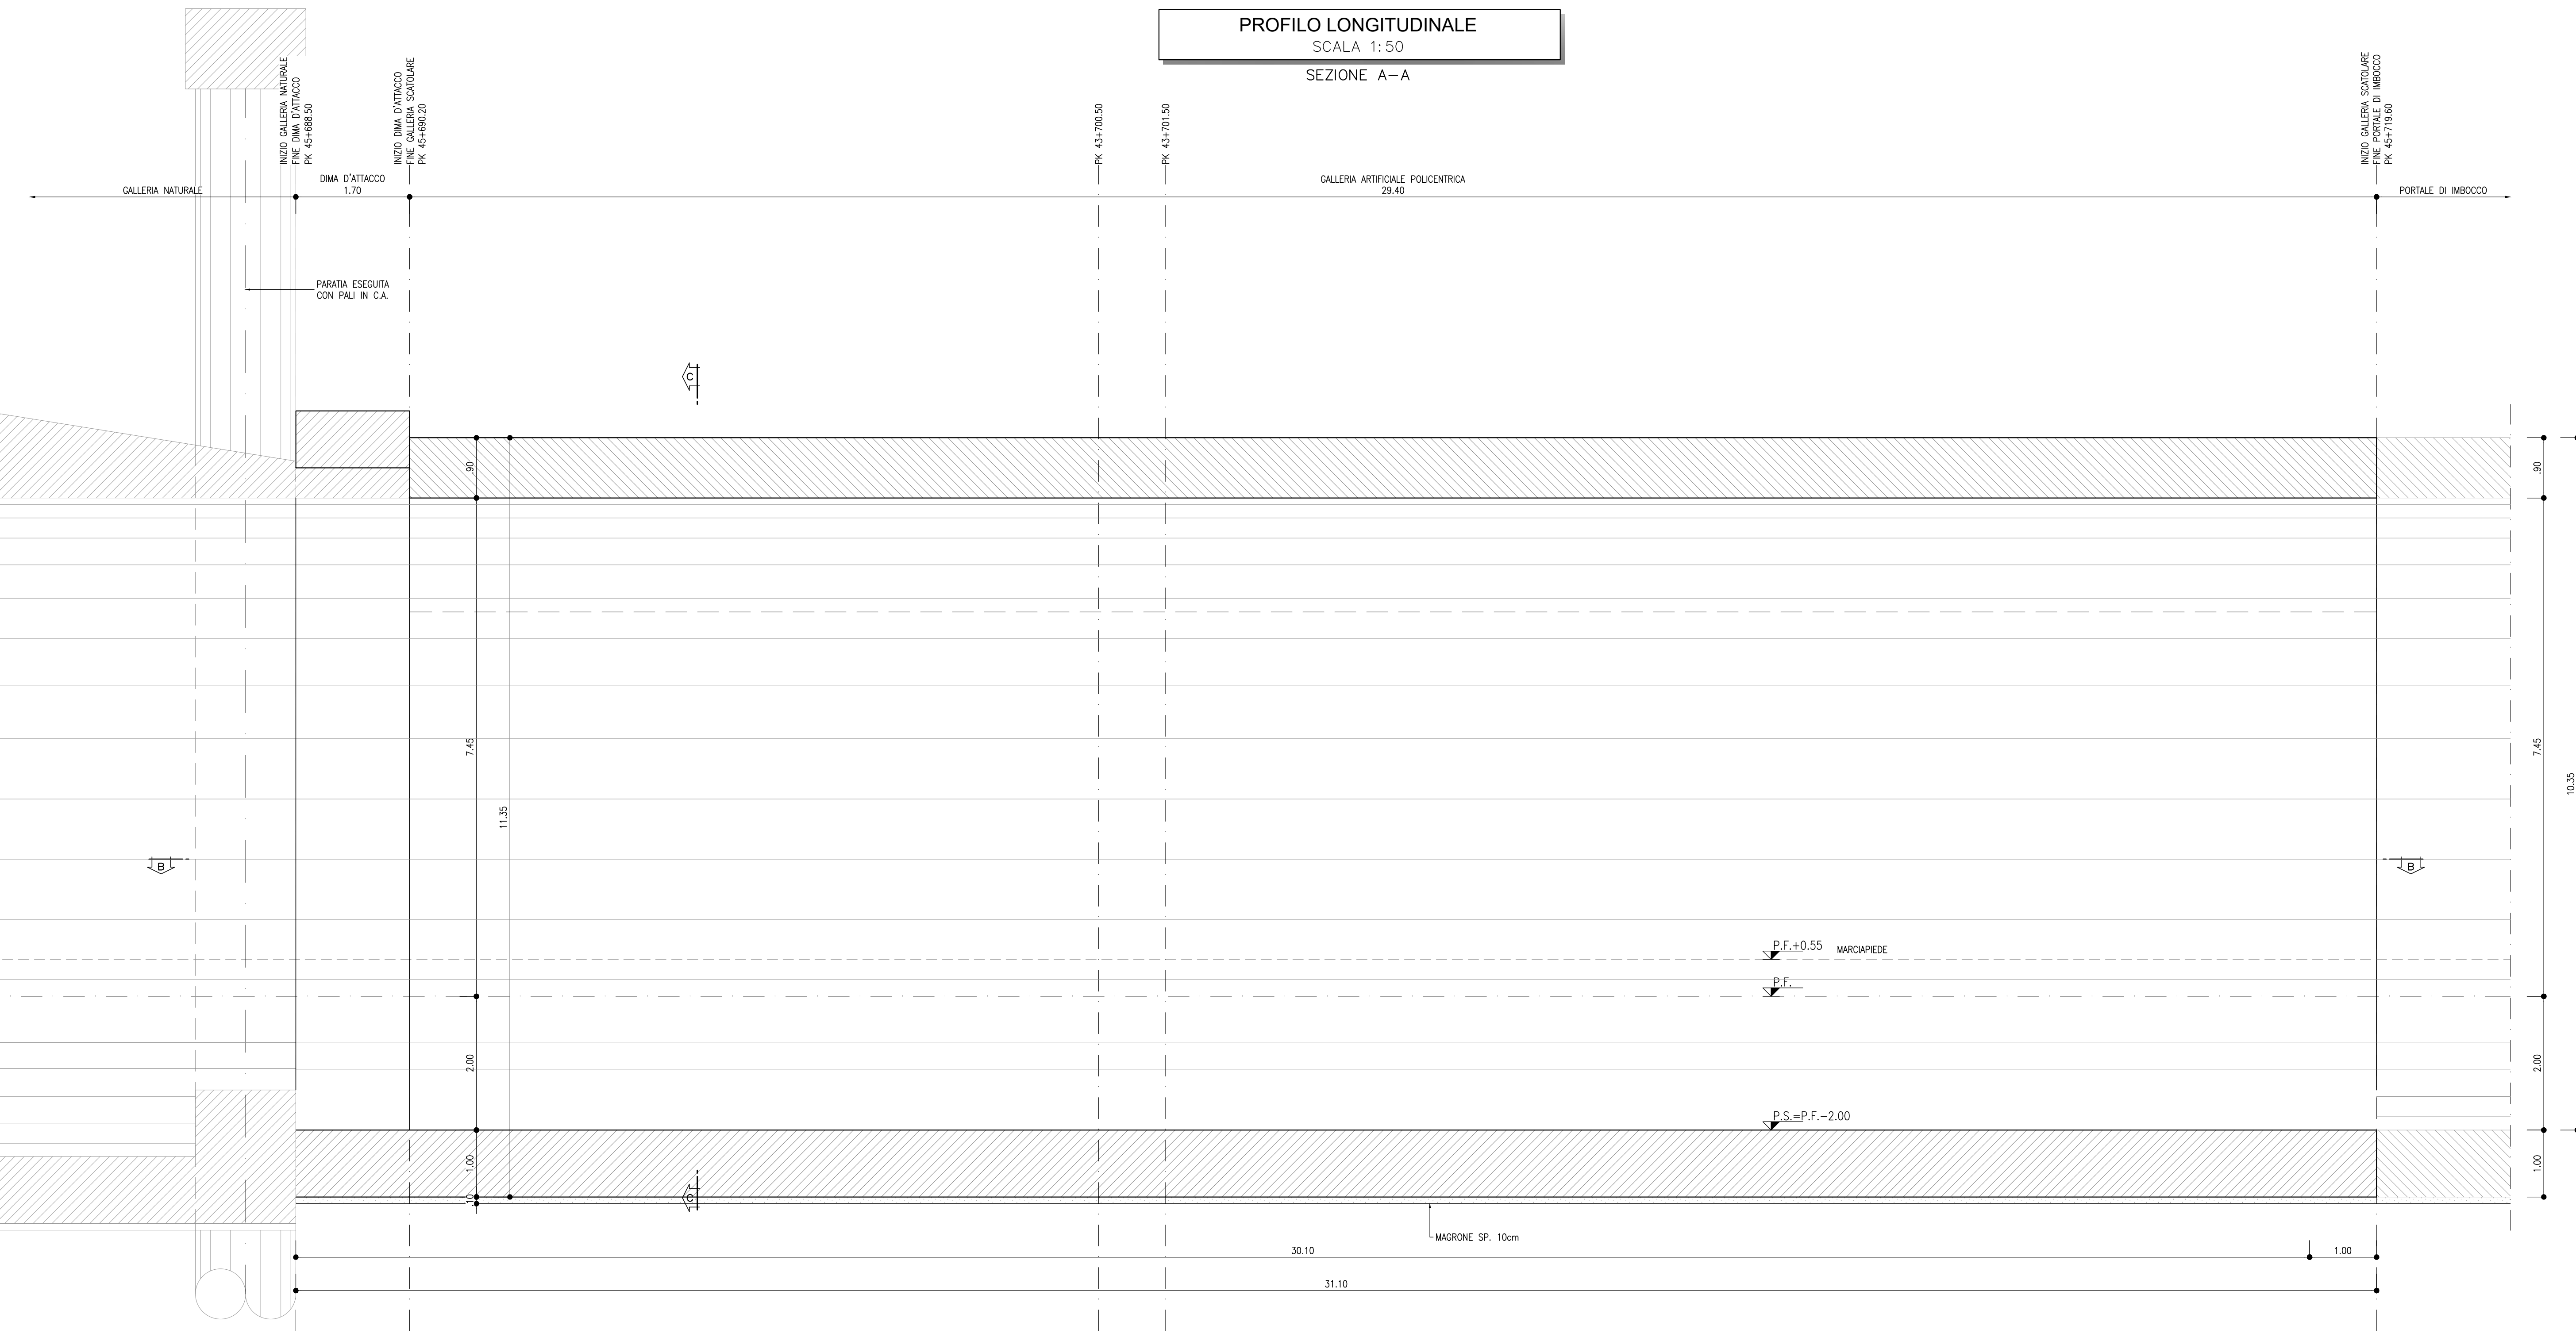 PROFILO LONGITUDINALE
SCALA 1:50
SEZIONE A-A
INIZIO GALLERIA NATURALE
FINE DIMA D'ATTACCO
PK 45+688.50
INIZIO DIMA D'ATTACCO
FINE GALLERIA SCATOLARE
PK 45+690.20
PK 43+700.50
PK 43+701.50
INIZIO GALLERIA SCATOLARE
FINE PORTALE DI IMBOCCO
PK 45+719.60
GALLERIA NATURALE
DIMA D'ATTACCO
1.70
GALLERIA ARTIFICIALE POLICENTRICA
29.40
PORTALE DI IMBOCCO
PARATIA ESEGUITA
CON PALI IN C.A.
C
.90
.90
7.45
11.35
7.45
10.35
B
B
P.F.+0.55
MARCIAPIEDE
P.F.
2.00
2.00
P.S.=P.F.-2.00
1.00
1.00
.10
C
MAGRONE SP. 10cm
30.10
1.00
31.10